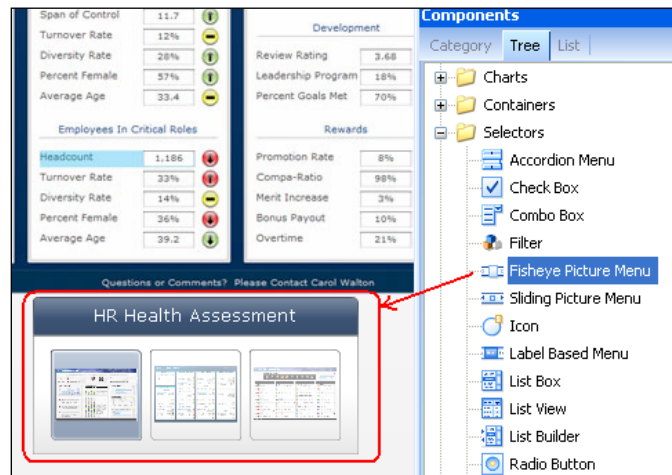 Span of Control 11.7
Turnover Rate 12%
Diversity Rate 28%
Percent Female 57%
Average Age 33.4
Employees In Critical Roles
Headcount 1,186
Turnover Rate 33%
Diversity Rate 14%
Percent Female 36%
Average Age 39.2
Development
Review Rating 3.68
Leadership Program 18%
Percent Goals Met 70%
Rewards
Promotion Rate 8%
Compa-Ratio 98%
Merit Increase 3%
Bonus Payout 10%
Overtime 21%
Questions or Comments? Please Contact Carol Walton
HR Health Assessment
Components
Category Tree List
Charts
Containers
Selectors
Accordion Menu
Check Box
Combo Box
Filter
Fisheye Picture Menu
Sliding Picture Menu
Icon
Label Based Menu
List Box
List View
List Builder
Radio Button